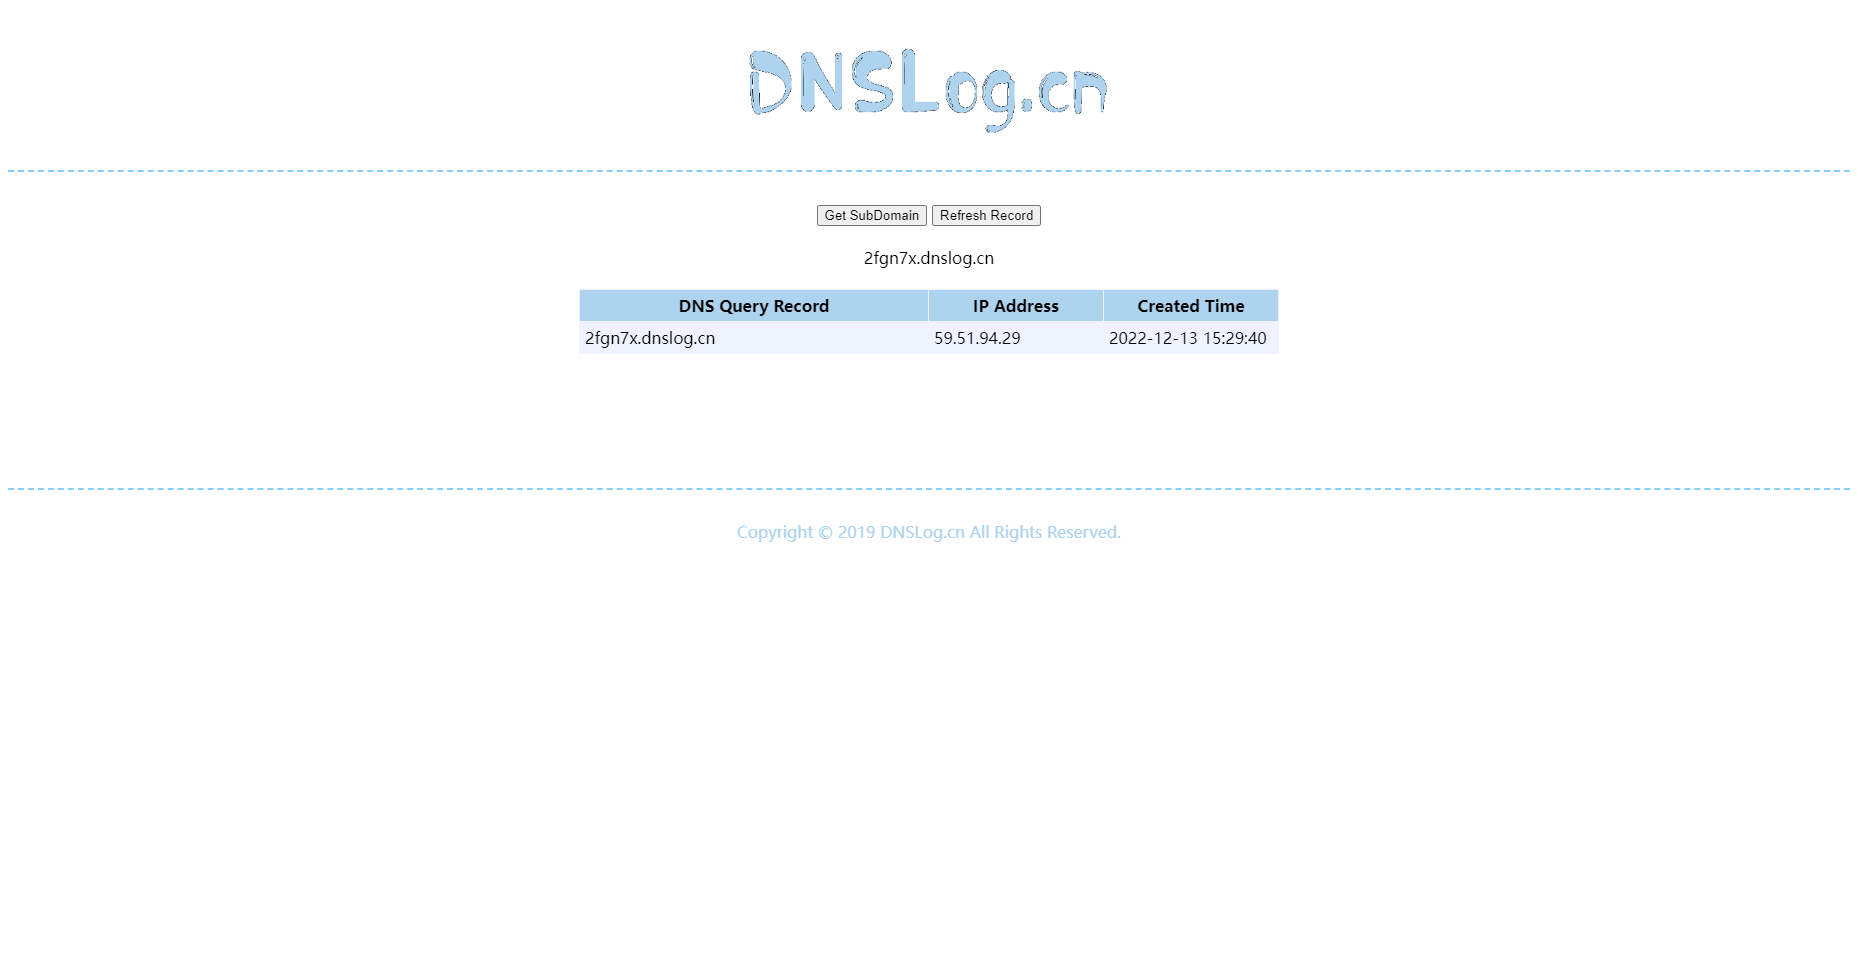 DNSLog.cn
Get SubDomain Refresh Record
2fgn7x.dnslog.cn
DNS Query Record IP Address Created Time
2fgn7x.dnslog.cn 59.51.94.29 2022-12-13 15:29:40
Copyright © 2019 DNSLog.cn All Rights Reserved.